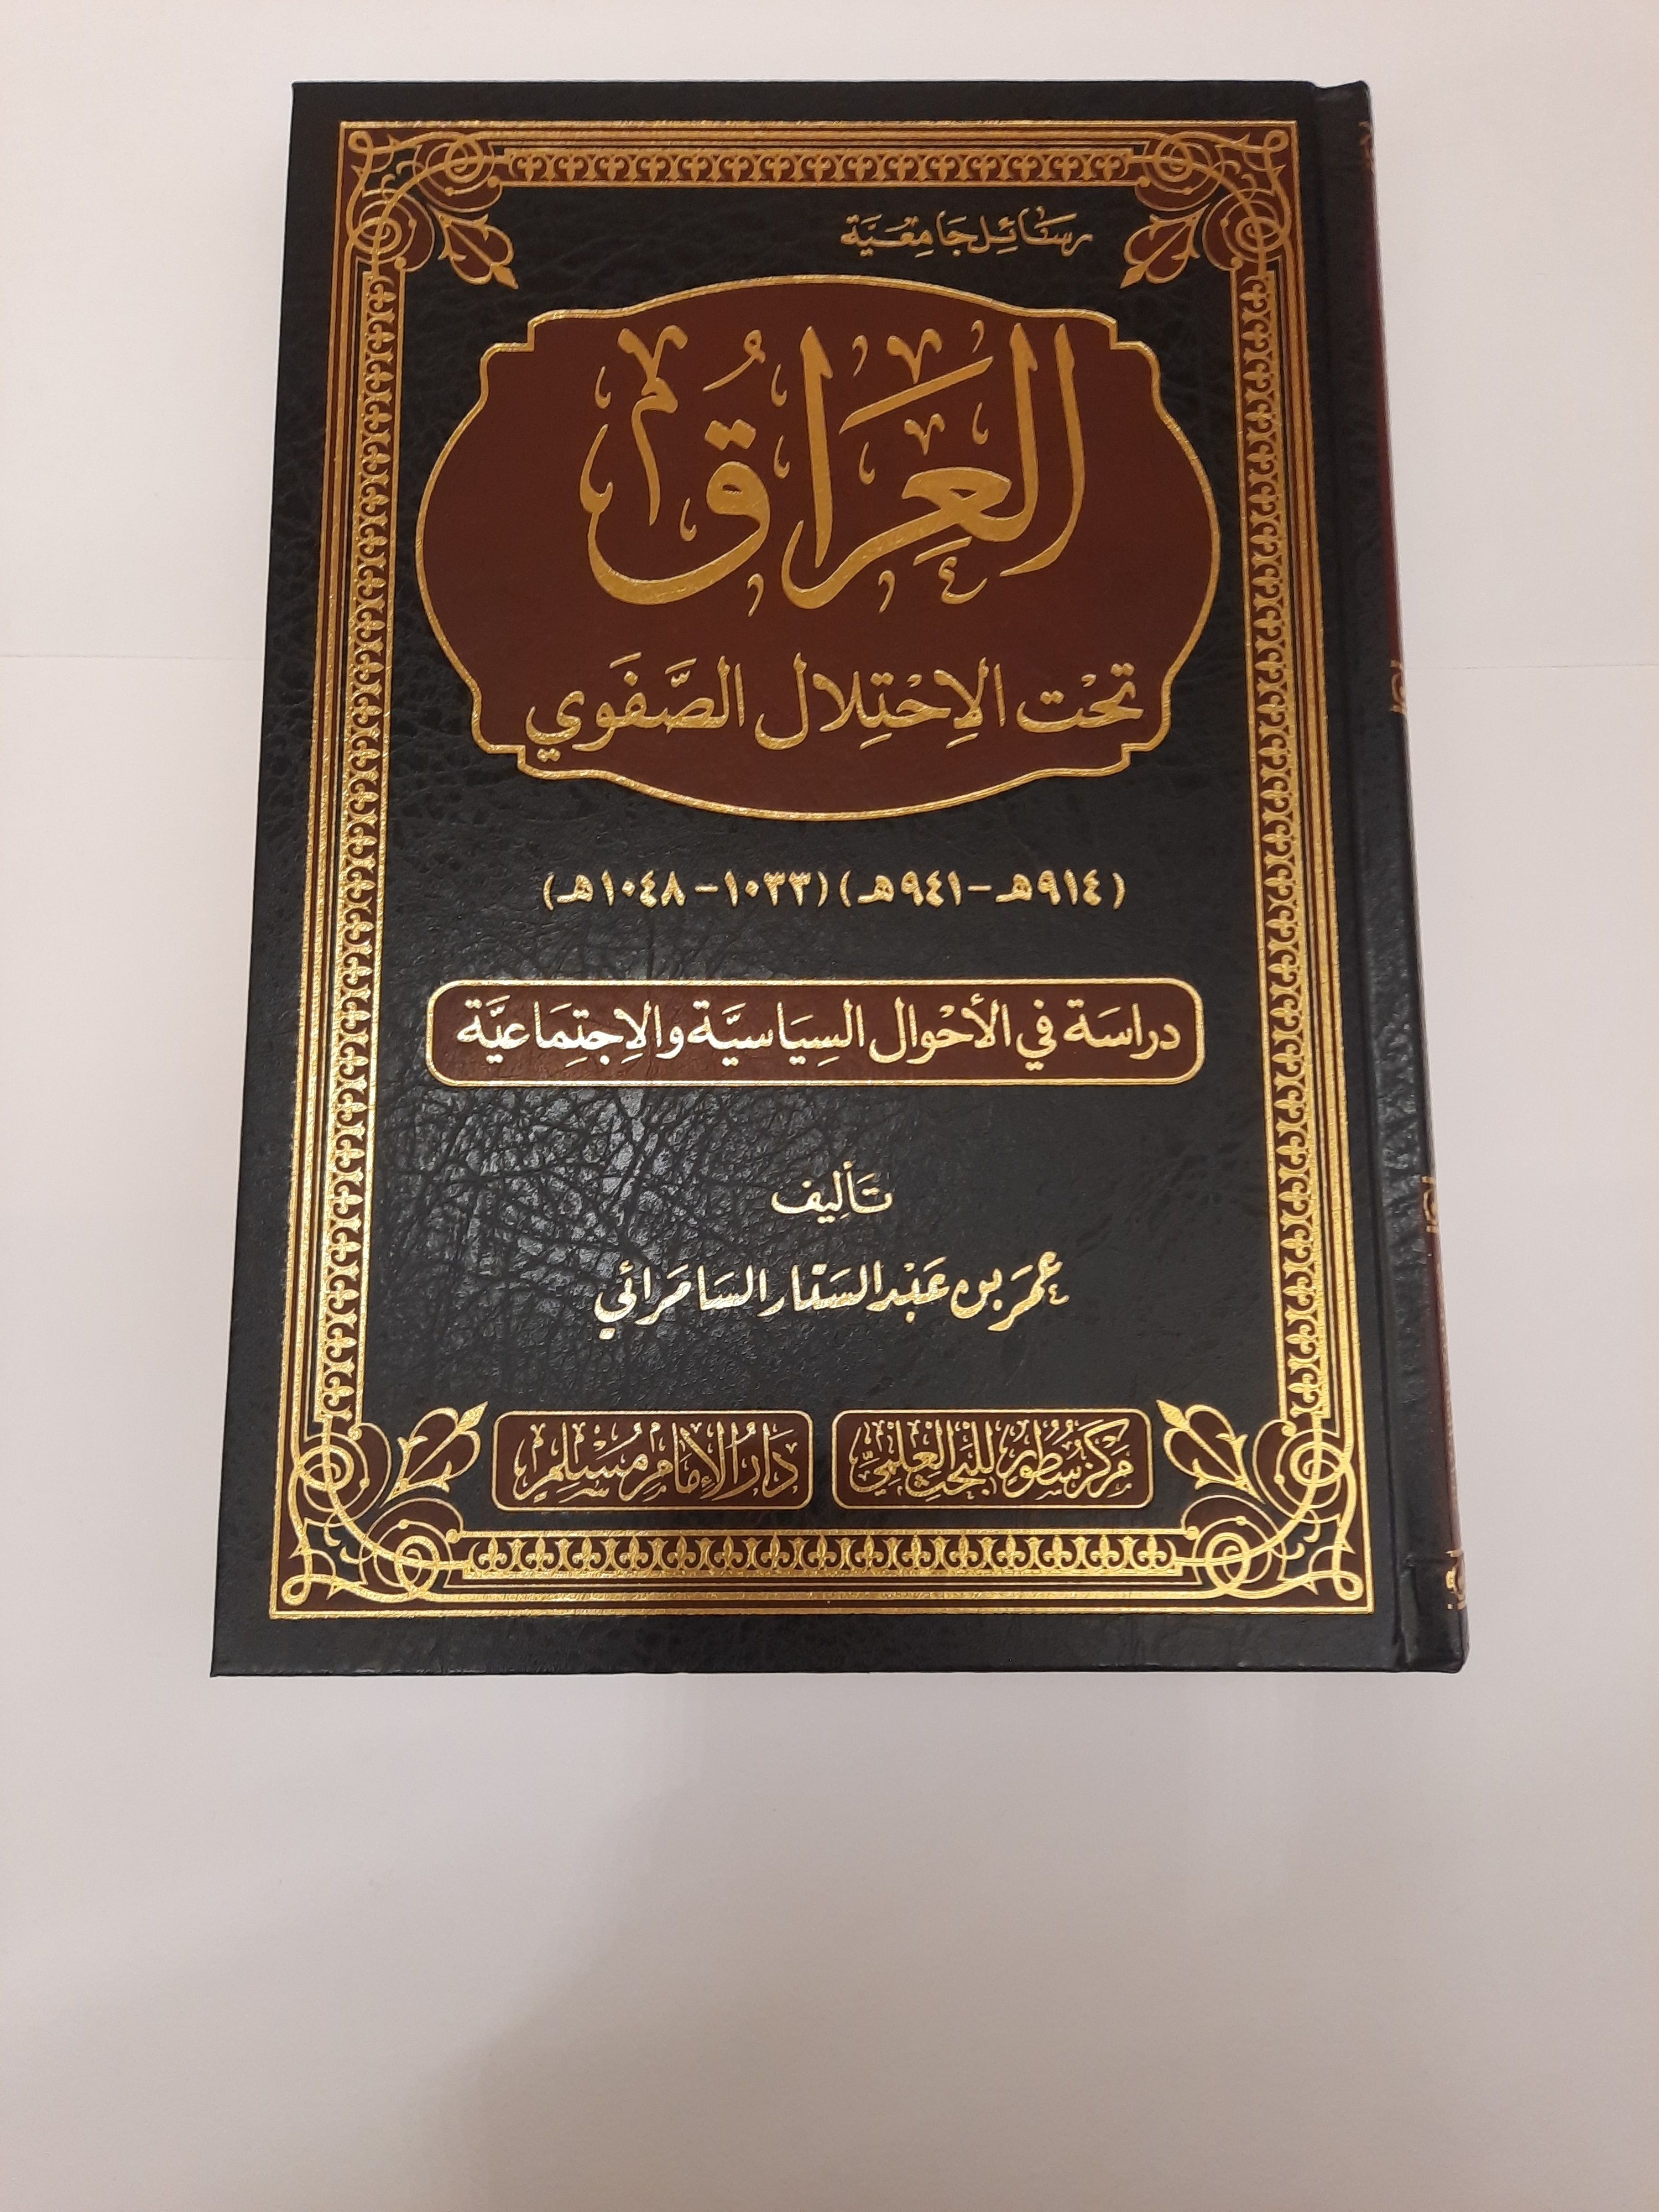 رسائل جامعية
العراق
تحت الاحتلال الصفوي
(٩١٤هـ - ٩٤١هـ) (١٠٣٣ - ١٠٤٨هـ)
دراسة في الأحوال السياسية والاجتماعية
تأليف
عمر بن عبد الستار السامرائي
مركز سطور للبحث العلمي
دار الإمام مسلم